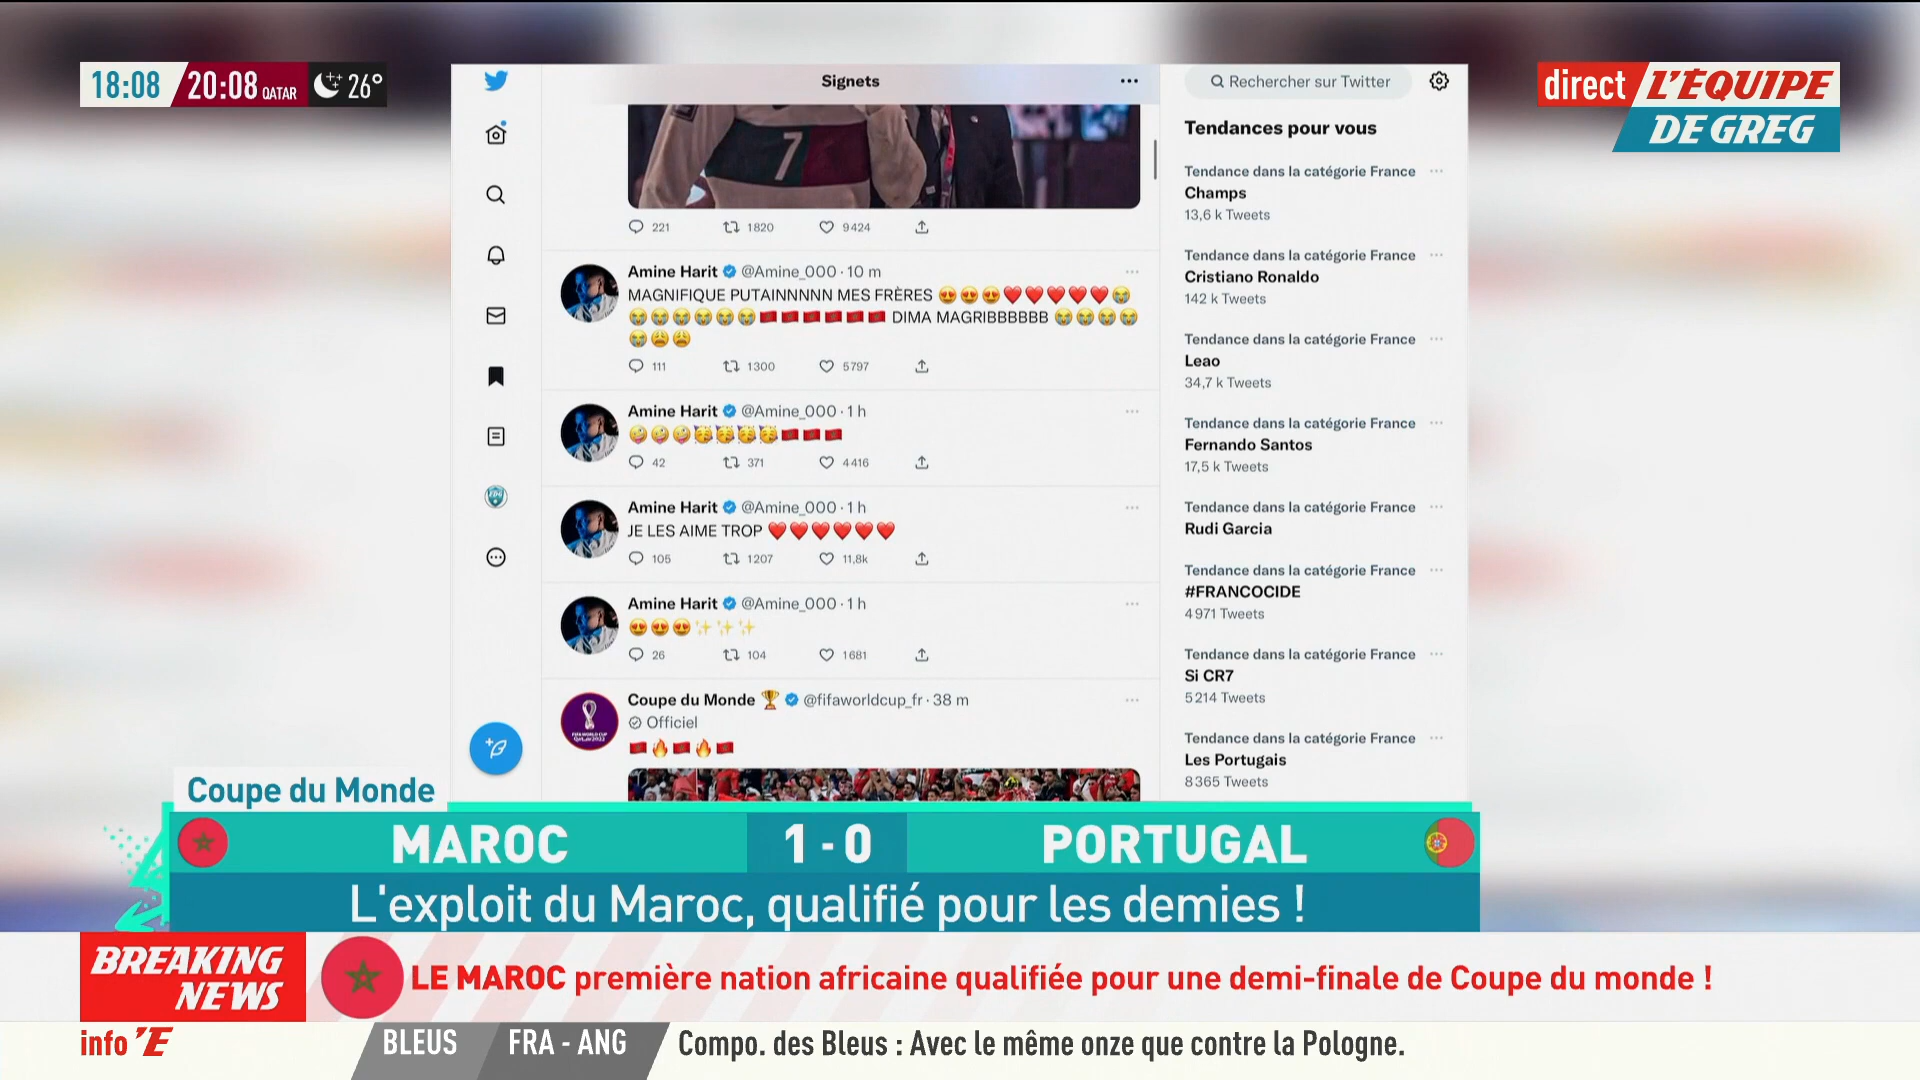 18:08
20:08 QATAR
26°
direct L'ÉQUIPE
DE GREG
Signets
Rechercher sur Twitter
7
221 1820 9424
Amine Harit @Amine_000 · 10 m
MAGNIFIQUE PUTAINNNNN MES FRÈRES 😍😍😍❤️❤️❤️❤️❤️😭
😭😭😭😭😭😭🇲🇦🇲🇦🇲🇦🇲🇦🇲🇦🇲🇦 DIMA MAGRIBBBBBB 😭😭😭😭
😭😩😩
111 1300 5797
Amine Harit @Amine_000 · 1 h
🤪🤪🤪🥳🥳🥳🥳🇲🇦🇲🇦🇲🇦
42 371 4416
Amine Harit @Amine_000 · 1 h
JE LES AIME TROP ❤️❤️❤️❤️❤️❤️
105 1207 11,8k
Amine Harit @Amine_000 · 1 h
😍😍😍✨✨✨
26 104 1681
Coupe du Monde 🏆 @fifaworldcup_fr · 38 m
Officiel
🇲🇦🔥🇲🇦🔥🇲🇦
Tendances pour vous
Tendance dans la catégorie France
Champs
13,6 k Tweets
Tendance dans la catégorie France
Cristiano Ronaldo
142 k Tweets
Tendance dans la catégorie France
Leao
34,7 k Tweets
Tendance dans la catégorie France
Fernando Santos
17,5 k Tweets
Tendance dans la catégorie France
Rudi Garcia
Tendance dans la catégorie France
#FRANCOCIDE
4 971 Tweets
Tendance dans la catégorie France
Si CR7
5 214 Tweets
Tendance dans la catégorie France
Les Portugais
8 365 Tweets
Coupe du Monde
MAROC 1 - 0 PORTUGAL
L'exploit du Maroc, qualifié pour les demies !
BREAKING
NEWS
LE MAROC première nation africaine qualifiée pour une demi-finale de Coupe du monde !
info 'E BLEUS FRA - ANG Compo. des Bleus : Avec le même onze que contre la Pologne.